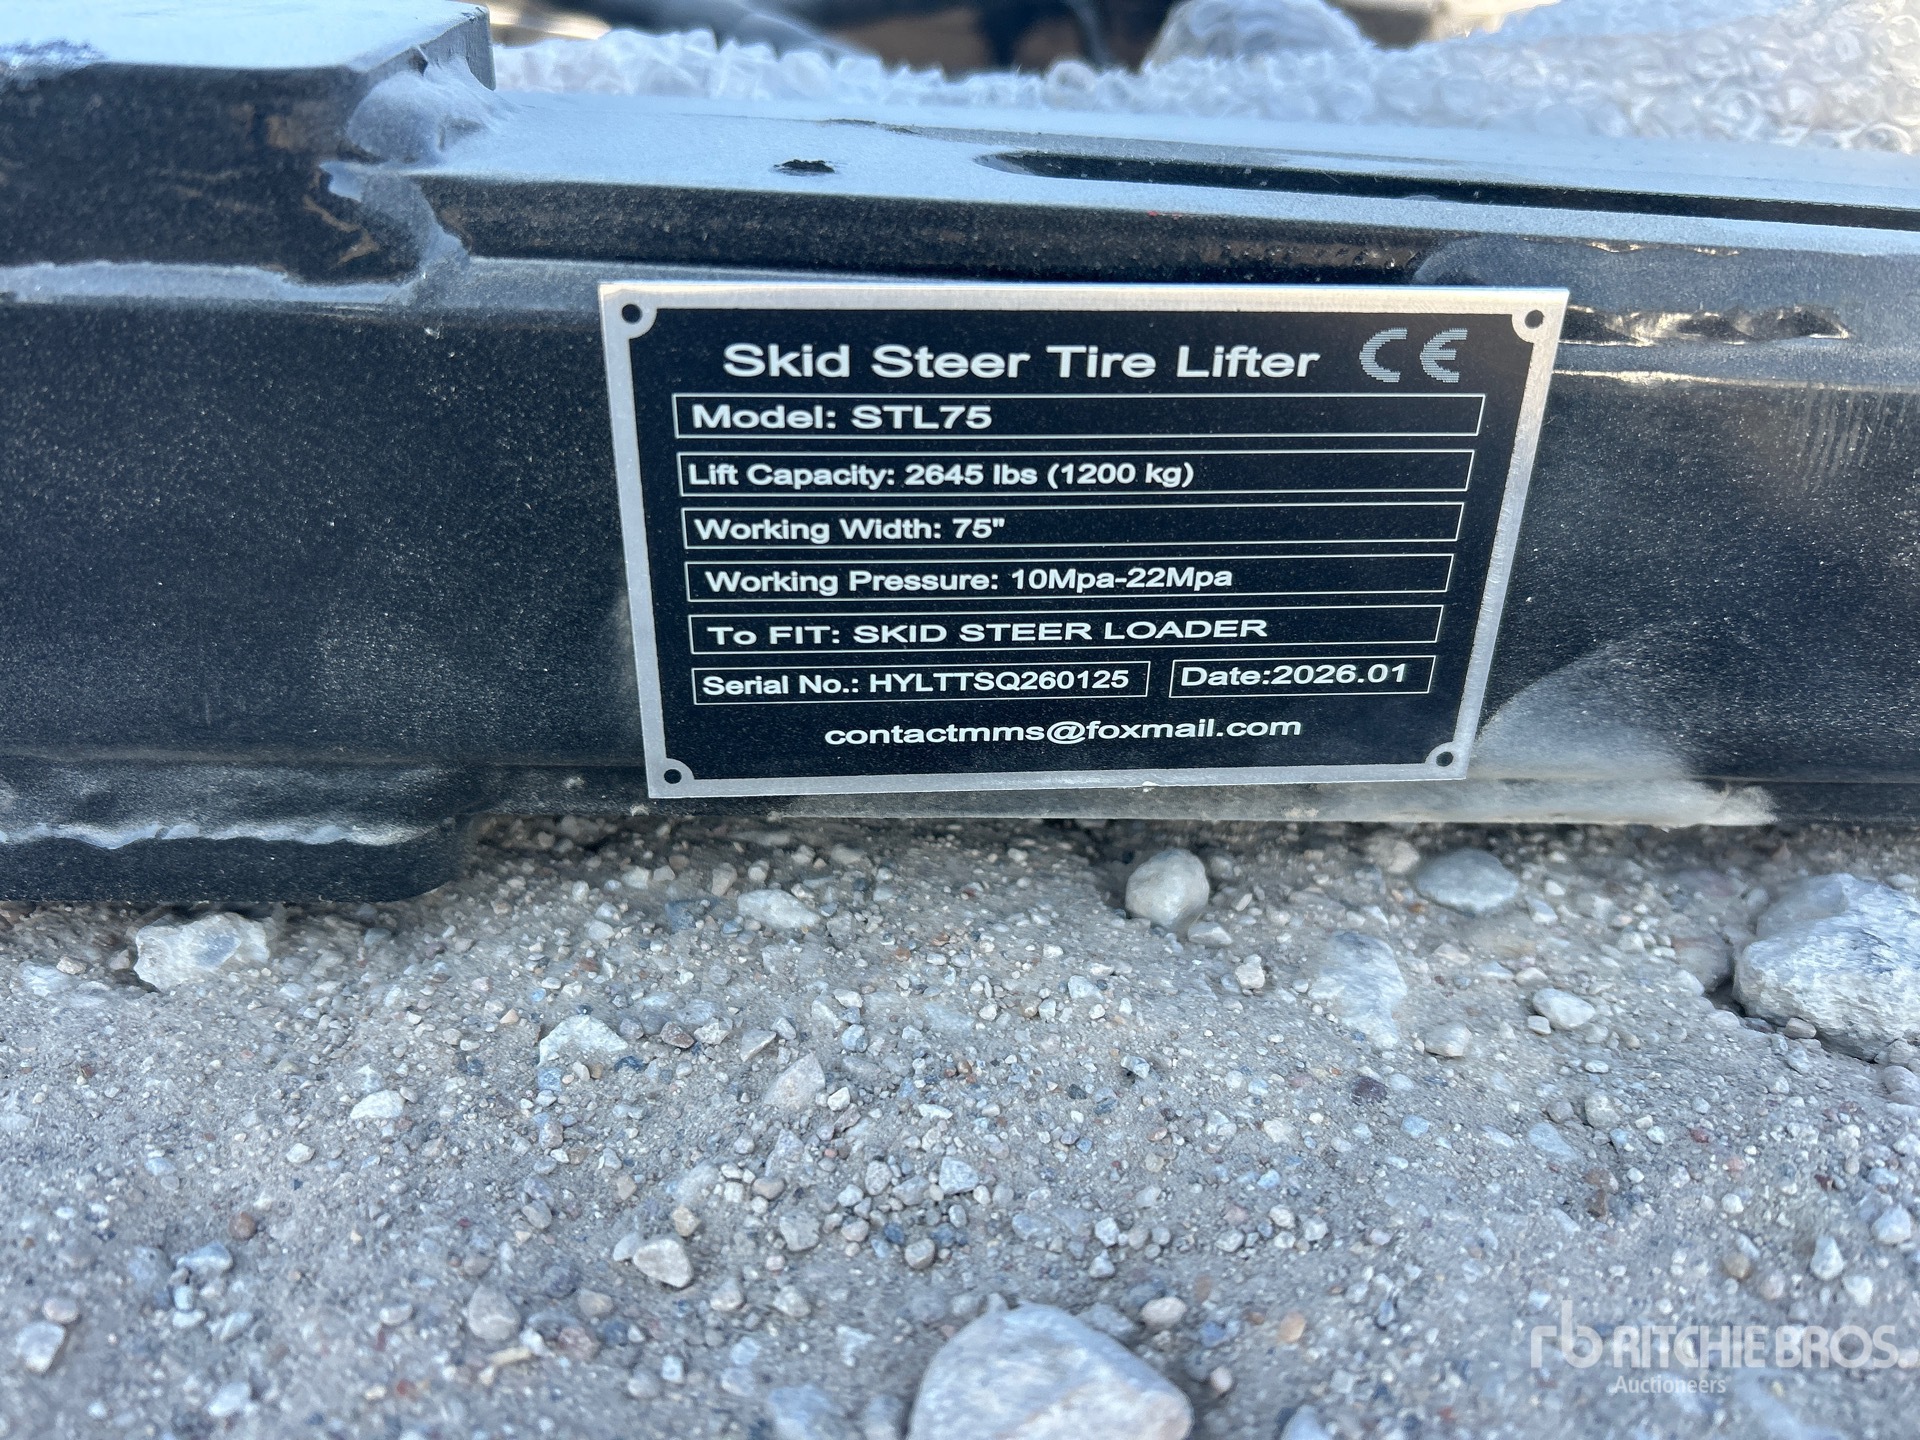 Skid Steer Tire Lifter CE
Model: STL75
Lift Capacity: 2645 lbs (1200 kg)
Working Width: 75"
Working Pressure: 10Mpa-22Mpa
To FIT: SKID STEER LOADER
Serial No.: HYLTTSQ260125 Date:2026.01
contactmms@foxmail.com
rb RITCHIE BROS.
Auctioneers